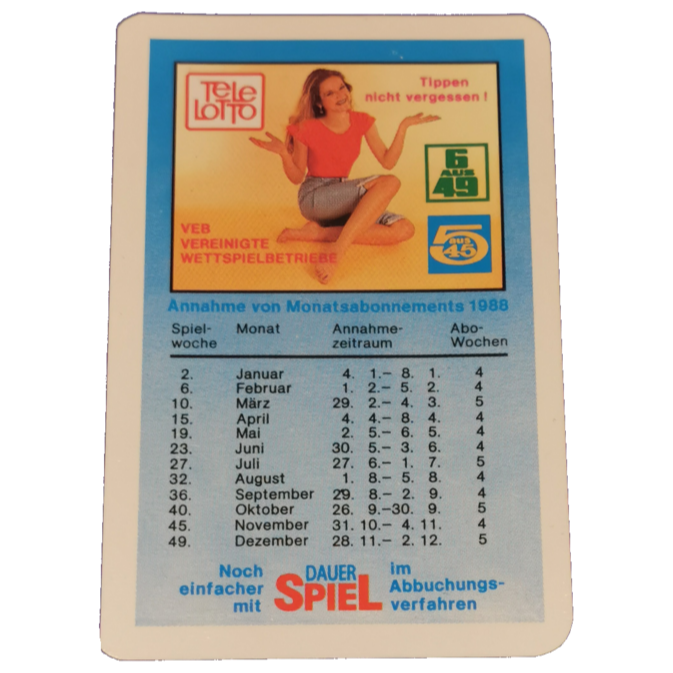 TELE
LOTTO
Tippen
nicht vergessen!
6
AUS
49
5
aus
45
VEB
VEREINIGTE
WETTSPIELBETRIEBE
Annahme von Monatsabonnements 1988
Spiel- Monat Annahme- Abo-
woche zeitraum Wochen
2. Januar 4. 1.– 8. 1. 4
6. Februar 1. 2.– 5. 2. 4
10. März 29. 2.– 4. 3. 5
15. April 4. 4.– 8. 4. 4
19. Mai 2. 5.– 6. 5. 4
23. Juni 30. 5.– 3. 6. 4
27. Juli 27. 6.– 1. 7. 5
32. August 1. 8.– 5. 8. 4
36. September 29. 8.– 2. 9. 4
40. Oktober 26. 9.–30. 9. 5
45. November 31. 10.– 4. 11. 4
49. Dezember 28. 11.– 2. 12. 5
Noch
einfacher
mit
DAUER
SPIEL
im
Abbuchungs-
verfahren